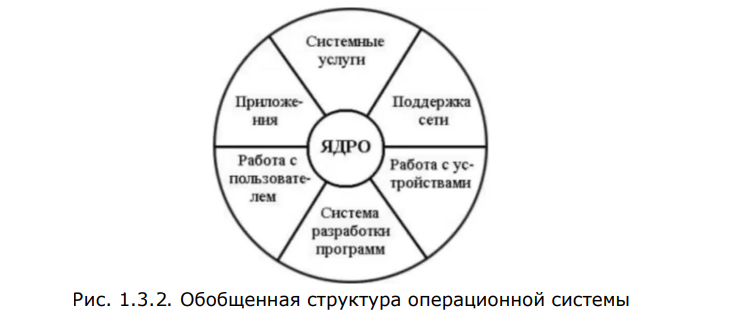 Системные
услуги
Приложе-
ния
Поддержка
сети
ЯДРО
Работа с
пользовате-
лем
Работа с ус-
тройствами
Система
разработки
программ
Рис. 1.3.2. Обобщенная структура операционной системы